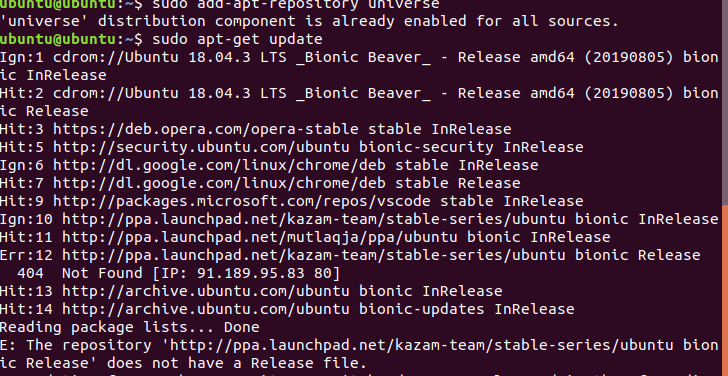 ubuntu@ubuntu:~$ sudo add-apt-repository universe
'universe' distribution component is already enabled for all sources.
ubuntu@ubuntu:~$ sudo apt-get update
Ign:1 cdrom://Ubuntu 18.04.3 LTS _Bionic Beaver_ - Release amd64 (20190805) bion
ic InRelease
Hit:2 cdrom://Ubuntu 18.04.3 LTS _Bionic Beaver_ - Release amd64 (20190805) bion
ic Release
Hit:3 https://deb.opera.com/opera-stable stable InRelease
Hit:5 http://security.ubuntu.com/ubuntu bionic-security InRelease
Ign:6 http://dl.google.com/linux/chrome/deb stable InRelease
Hit:7 http://dl.google.com/linux/chrome/deb stable Release
Hit:9 http://packages.microsoft.com/repos/vscode stable InRelease
Ign:10 http://ppa.launchpad.net/kazam-team/stable-series/ubuntu bionic InRelease
Hit:11 http://ppa.launchpad.net/mutlaqja/ppa/ubuntu bionic InRelease
Err:12 http://ppa.launchpad.net/kazam-team/stable-series/ubuntu bionic Release
404  Not Found [IP: 91.189.95.83 80]
Hit:13 http://archive.ubuntu.com/ubuntu bionic InRelease
Hit:14 http://archive.ubuntu.com/ubuntu bionic-updates InRelease
Reading package lists... Done
E: The repository 'http://ppa.launchpad.net/kazam-team/stable-series/ubuntu bion
ic Release' does not have a Release file.